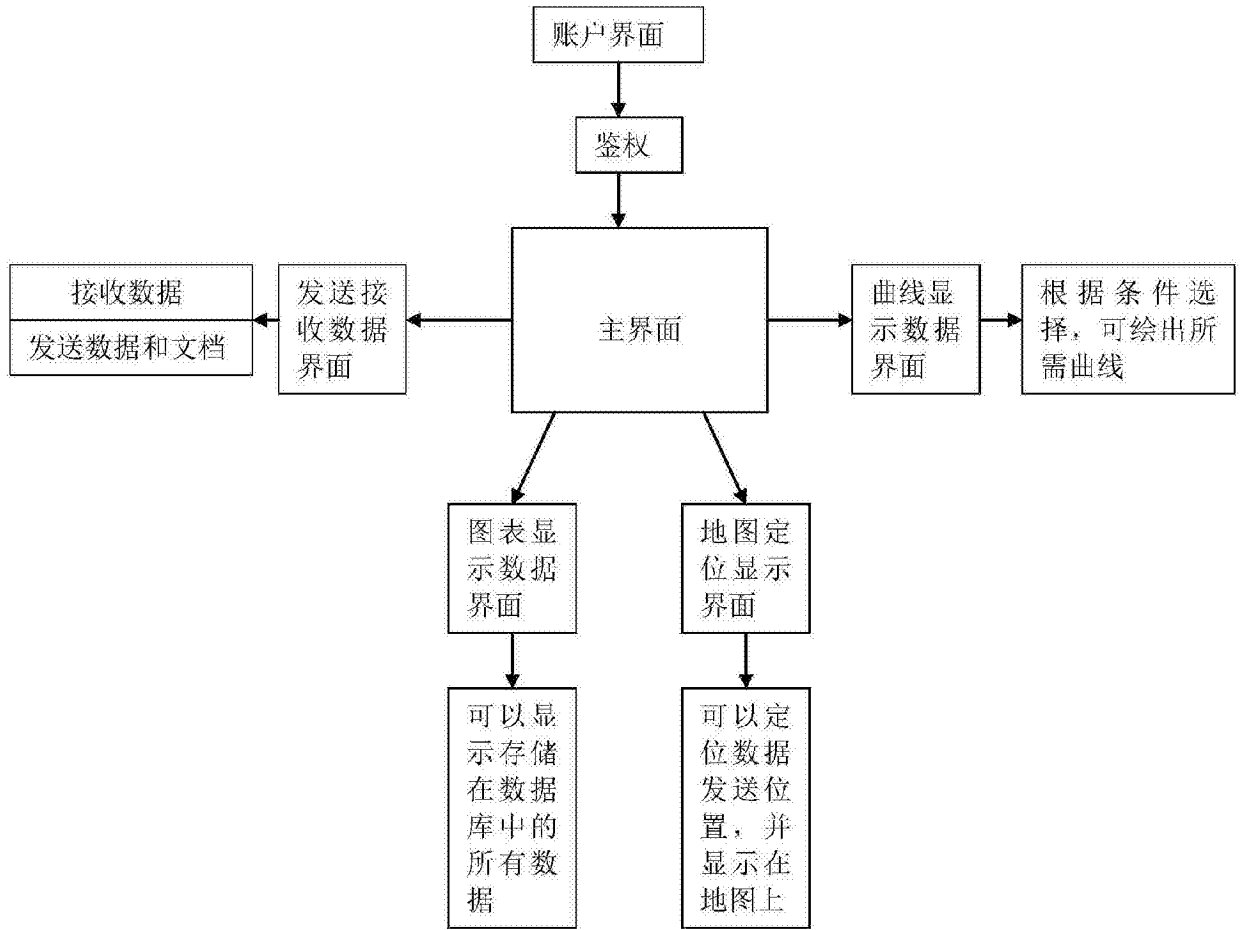 账户界面
鉴权
主界面
接收数据
发送数据和文档
发送接
收数据
界面
曲线显
示数据
界面
根据条件选
择，可绘出所
需曲线
图表显
示数据
界面
地图定
位显示
界面
可以显
示存储
在数据
库中的
所有数
据
可以定
位数据
发送位
置，并
显示在
地图上